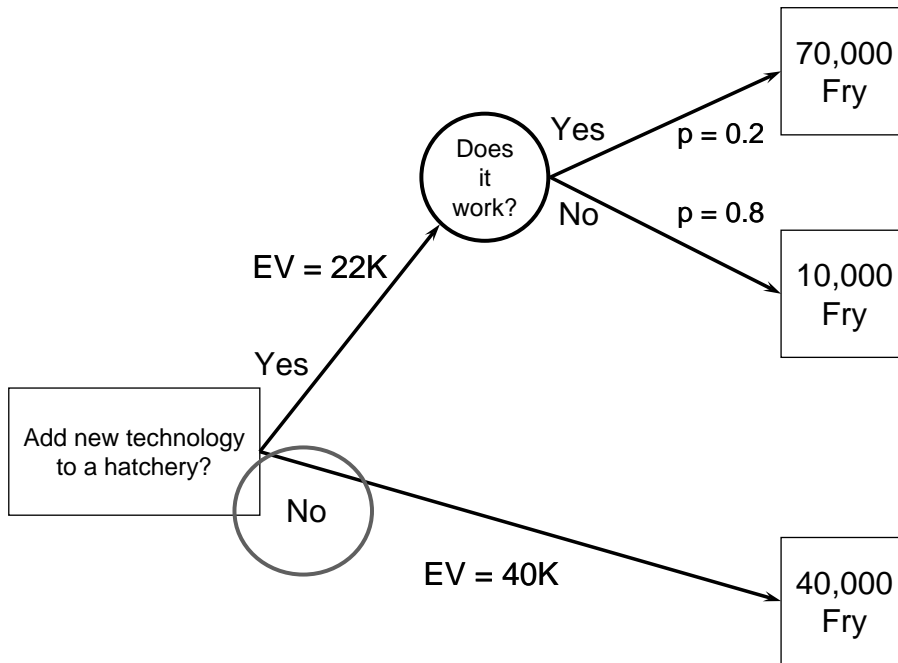 70,000
Fry
Yes
p = 0.2
Does
it
work?
No
p = 0.8
EV = 22K
10,000
Fry
Yes
Add new technology
to a hatchery?
No
EV = 40K
40,000
Fry